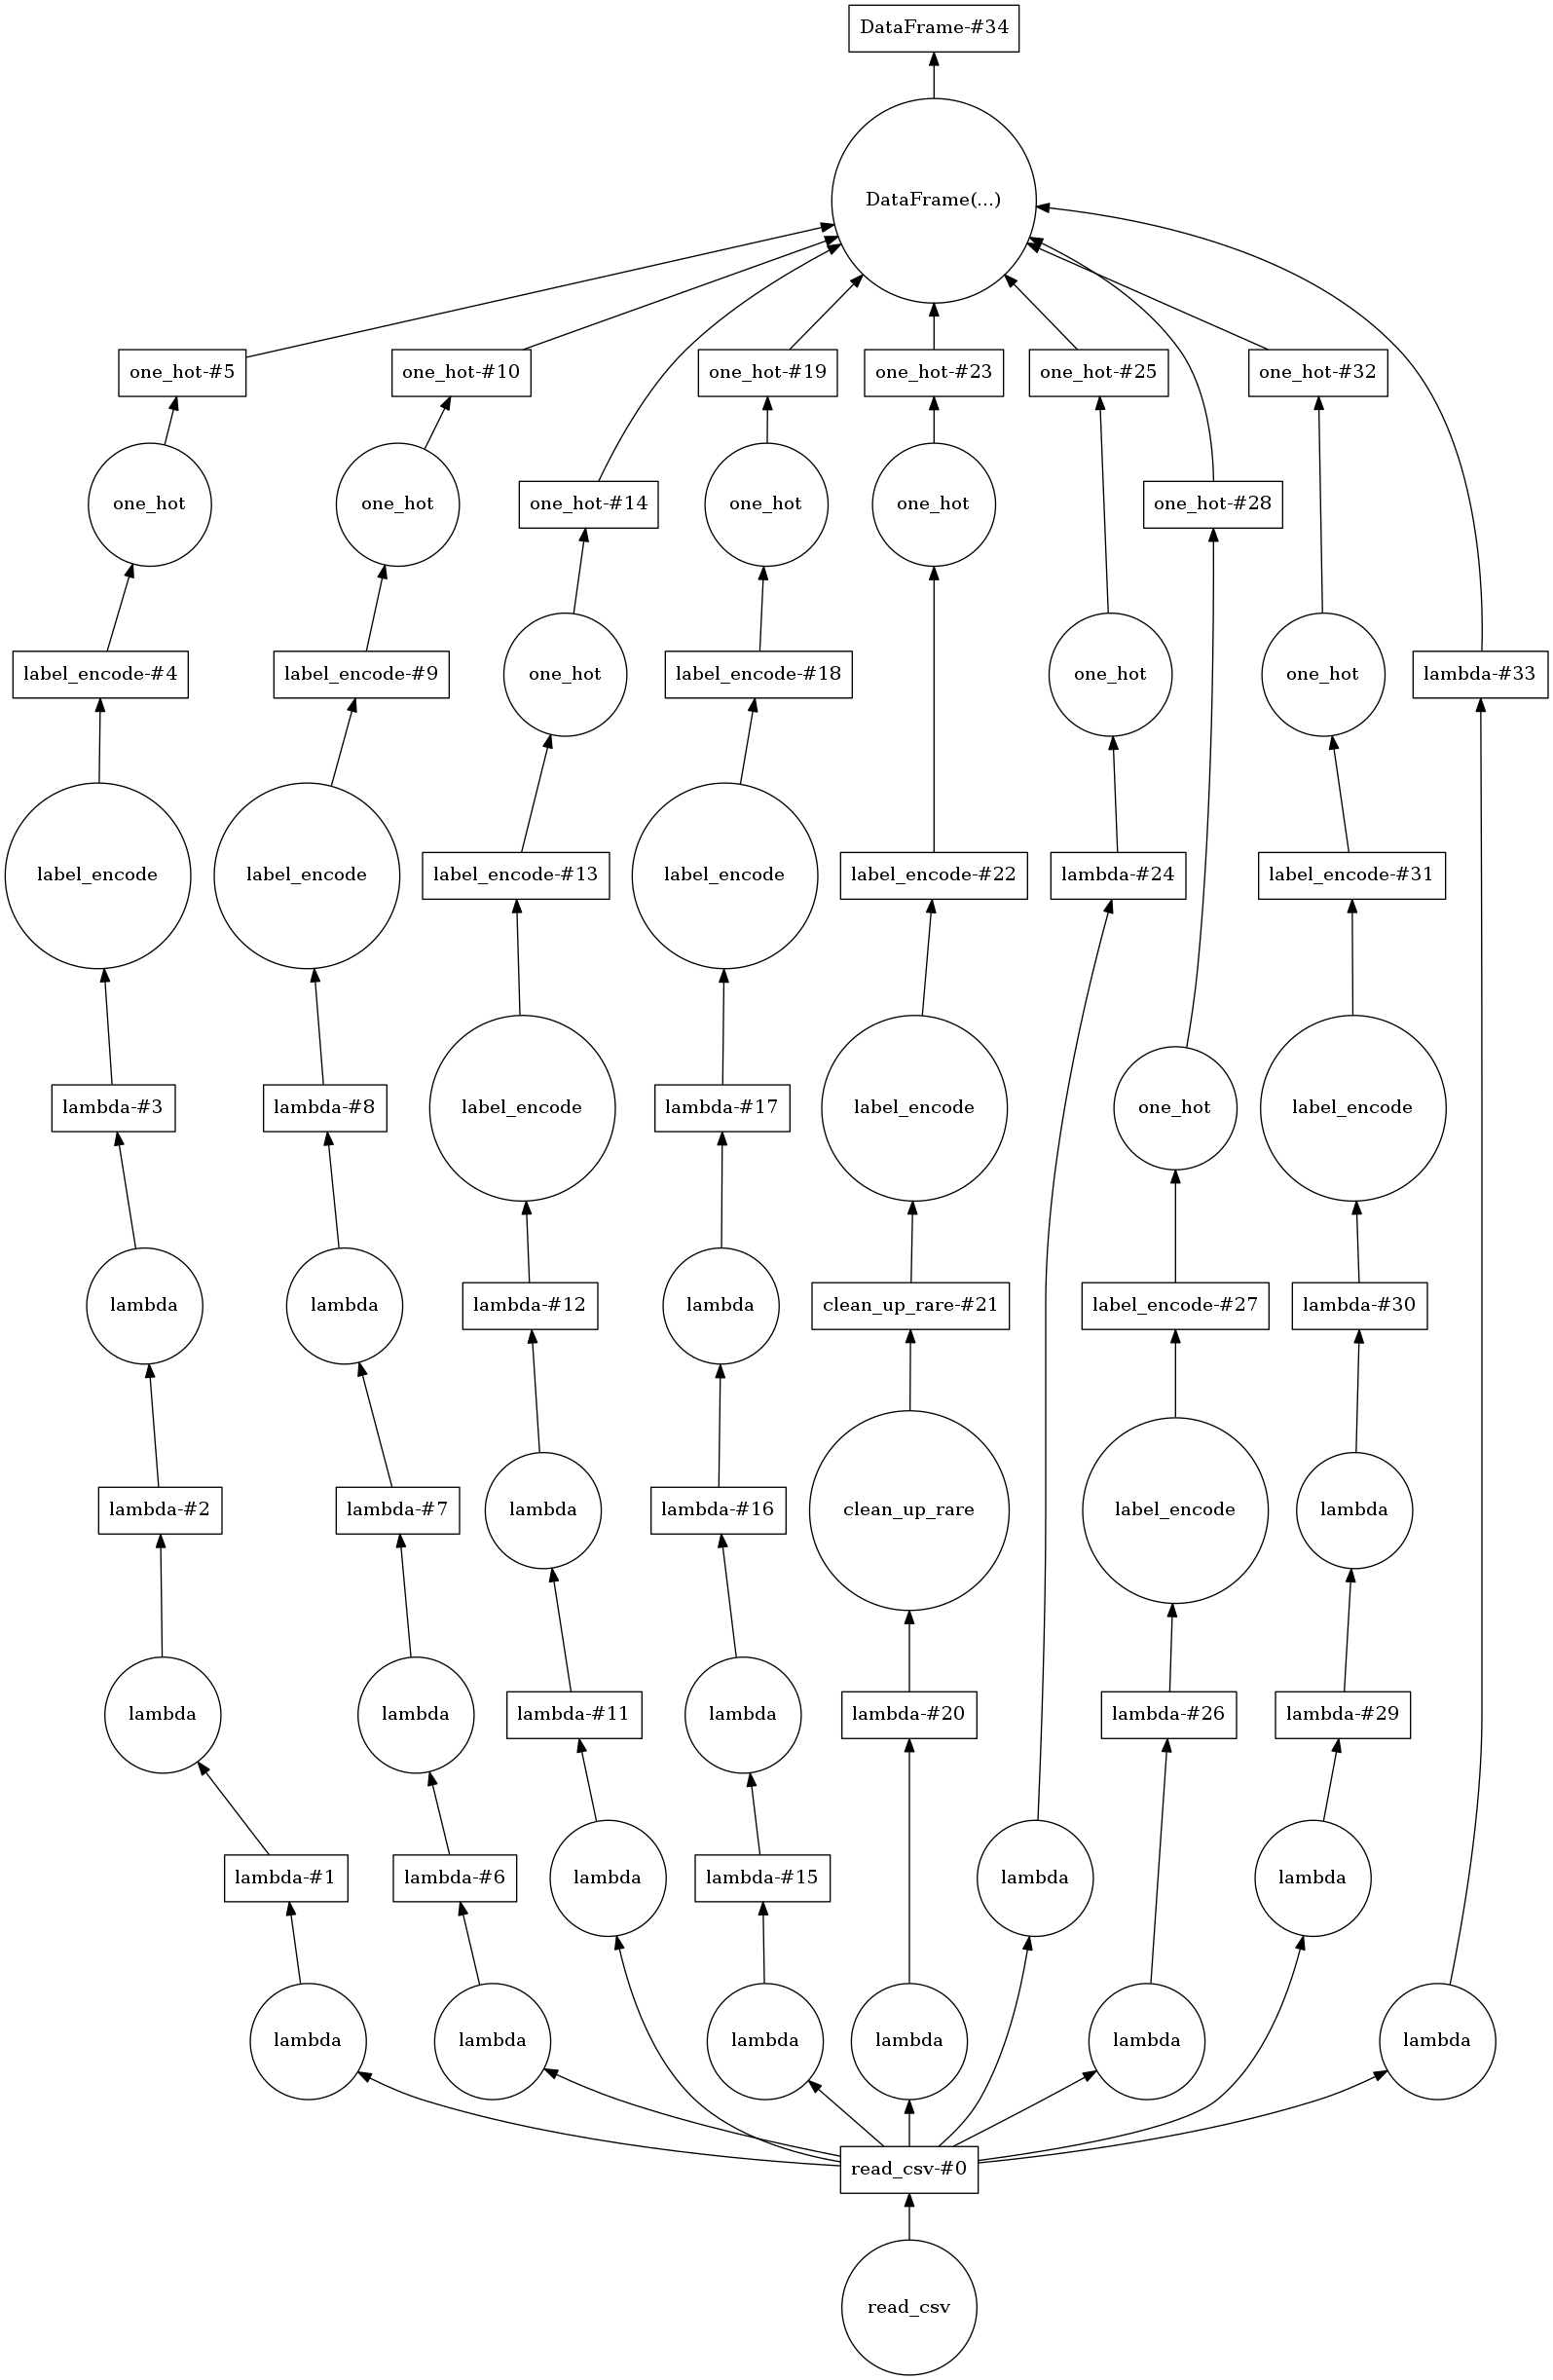 DataFrame-#34
DataFrame(...)
one_hot-#5
one_hot-#10
one_hot-#19
one_hot-#23
one_hot-#25
one_hot-#32
one_hot
one_hot
one_hot-#14
one_hot
one_hot
one_hot-#28
label_encode-#4
label_encode-#9
one_hot
label_encode-#18
one_hot
one_hot
lambda-#33
label_encode
label_encode
label_encode-#13
label_encode
label_encode-#22
lambda-#24
label_encode-#31
lambda-#3
lambda-#8
label_encode
lambda-#17
label_encode
one_hot
label_encode
lambda
lambda
lambda-#12
lambda
clean_up_rare-#21
label_encode-#27
lambda-#30
lambda-#2
lambda-#7
lambda
lambda-#16
clean_up_rare
label_encode
lambda
lambda
lambda
lambda-#11
lambda
lambda-#20
lambda-#26
lambda-#29
lambda-#1
lambda-#6
lambda
lambda-#15
lambda
lambda
lambda
lambda
lambda
lambda
lambda
lambda
read_csv-#0
read_csv